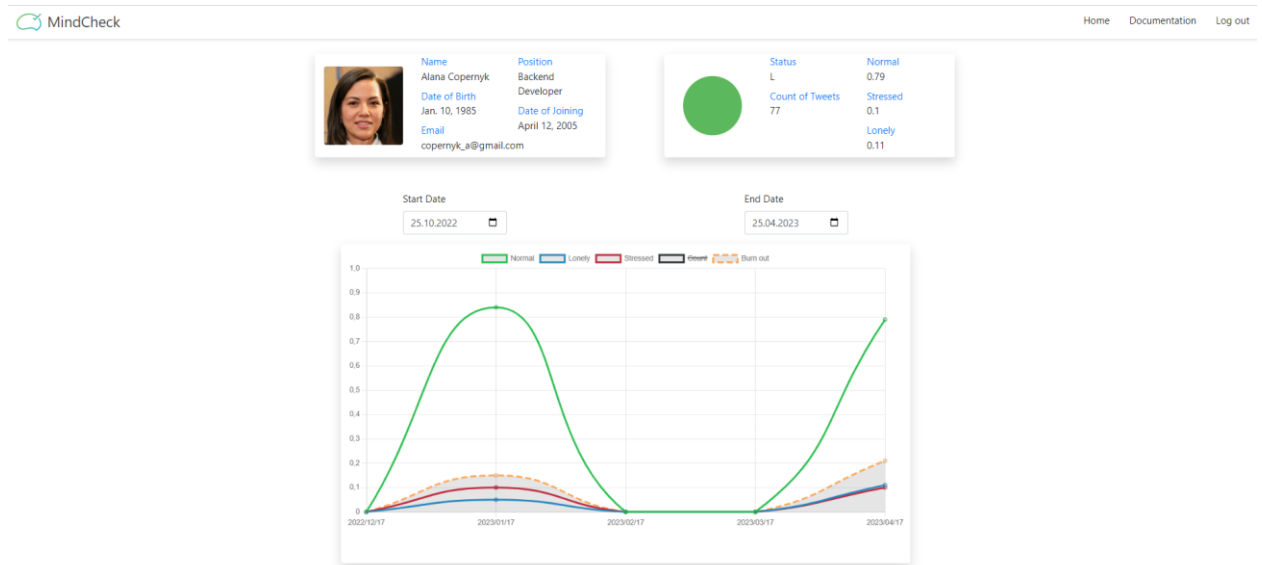 MindCheck
Home Documentation Log out
Name
Alana Copernyk
Date of Birth
Jan. 10, 1985
Email
copernyk_a@gmail.com
Position
Backend
Developer
Date of Joining
April 12, 2005
Status
L
Count of Tweets
77
Normal
0.79
Stressed
0.1
Lonely
0.11
Start Date
25.10.2022
End Date
25.04.2023
Normal Lonely Stressed Count Burn out
1,0
0,9
0,8
0,7
0,6
0,5
0,4
0,3
0,2
0,1
0
2022/12/17 2023/01/17 2023/02/17 2023/03/17 2023/04/17